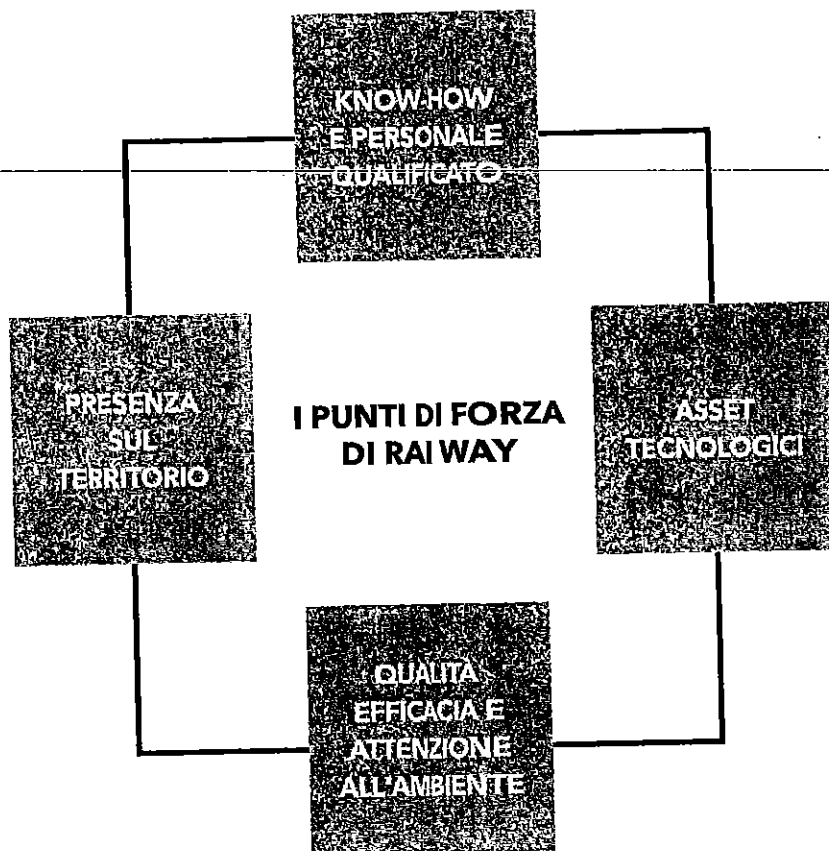 KNOW-HOW
E PERSONALE
QUALIFICATO
PRESENZA
SUL
TERRITORIO
I PUNTI DI FORZA
DI RAI WAY
ASSET
TECNOLOGICI
QUALITÀ
EFFICACIA E
ATTENZIONE
ALL'AMBIENTE